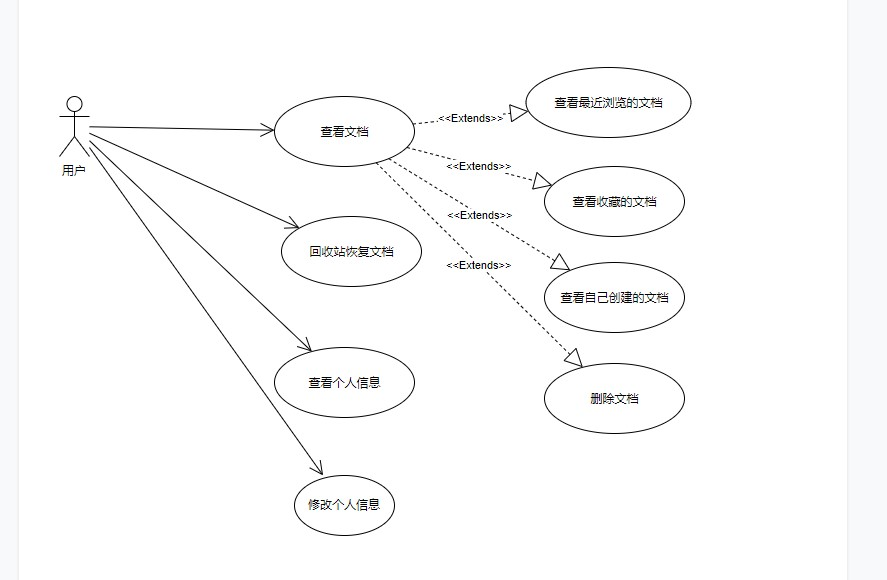 用户
查看文档
回收站恢复文档
查看个人信息
修改个人信息
<<Extends>>
<<Extends>>
<<Extends>>
<<Extends>>
查看最近浏览的文档
查看收藏的文档
查看自己创建的文档
删除文档